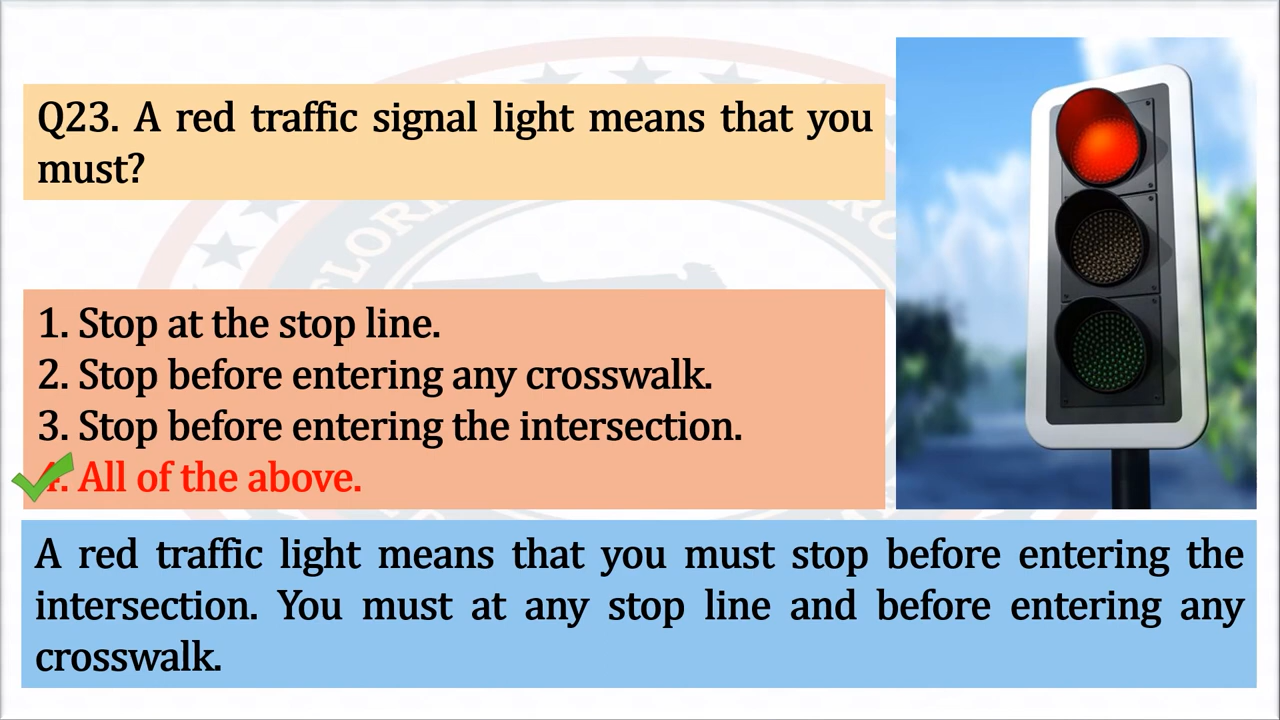 Q23. A red traffic signal light means that you
must?
1. Stop at the stop line.
2. Stop before entering any crosswalk.
3. Stop before entering the intersection.
4. All of the above.
A red traffic light means that you must stop before entering the
intersection. You must at any stop line and before entering any
crosswalk.